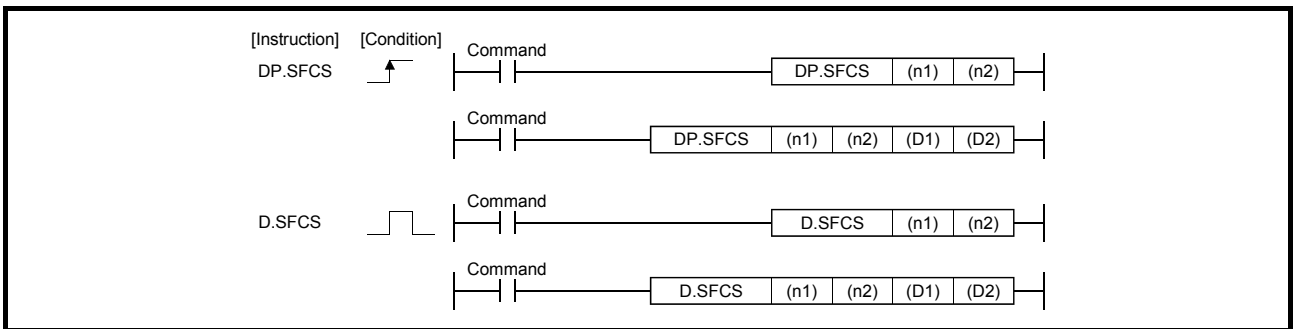 [Instruction] [Condition]
Command
DP.SFCS DP.SFCS (n1) (n2)
Command
DP.SFCS (n1) (n2) (D1) (D2)
Command
D.SFCS D.SFCS (n1) (n2)
Command
D.SFCS (n1) (n2) (D1) (D2)